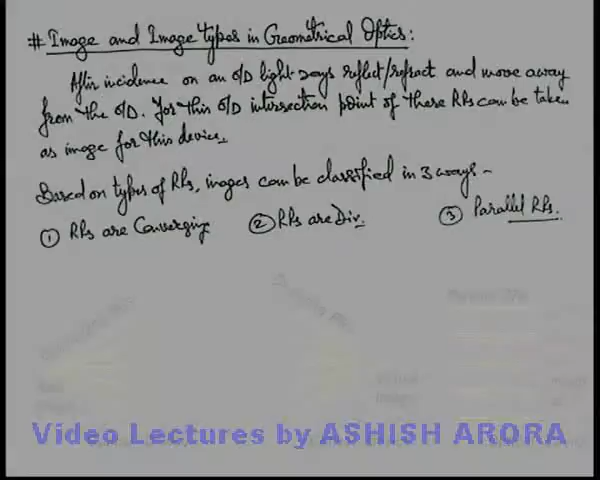 # Image and Image types in Geometrical Optics:
After incidence on an O/D light rays reflect/refract and move away
from the O/D. For this O/D intersection point of these RRs can be taken
as image for this device.
Based on types of RRs, images can be classified in 3 ways -
① RRs are Converging ② RRs are Div. ③ Parallel RRs.
Video Lectures by ASHISH ARORA